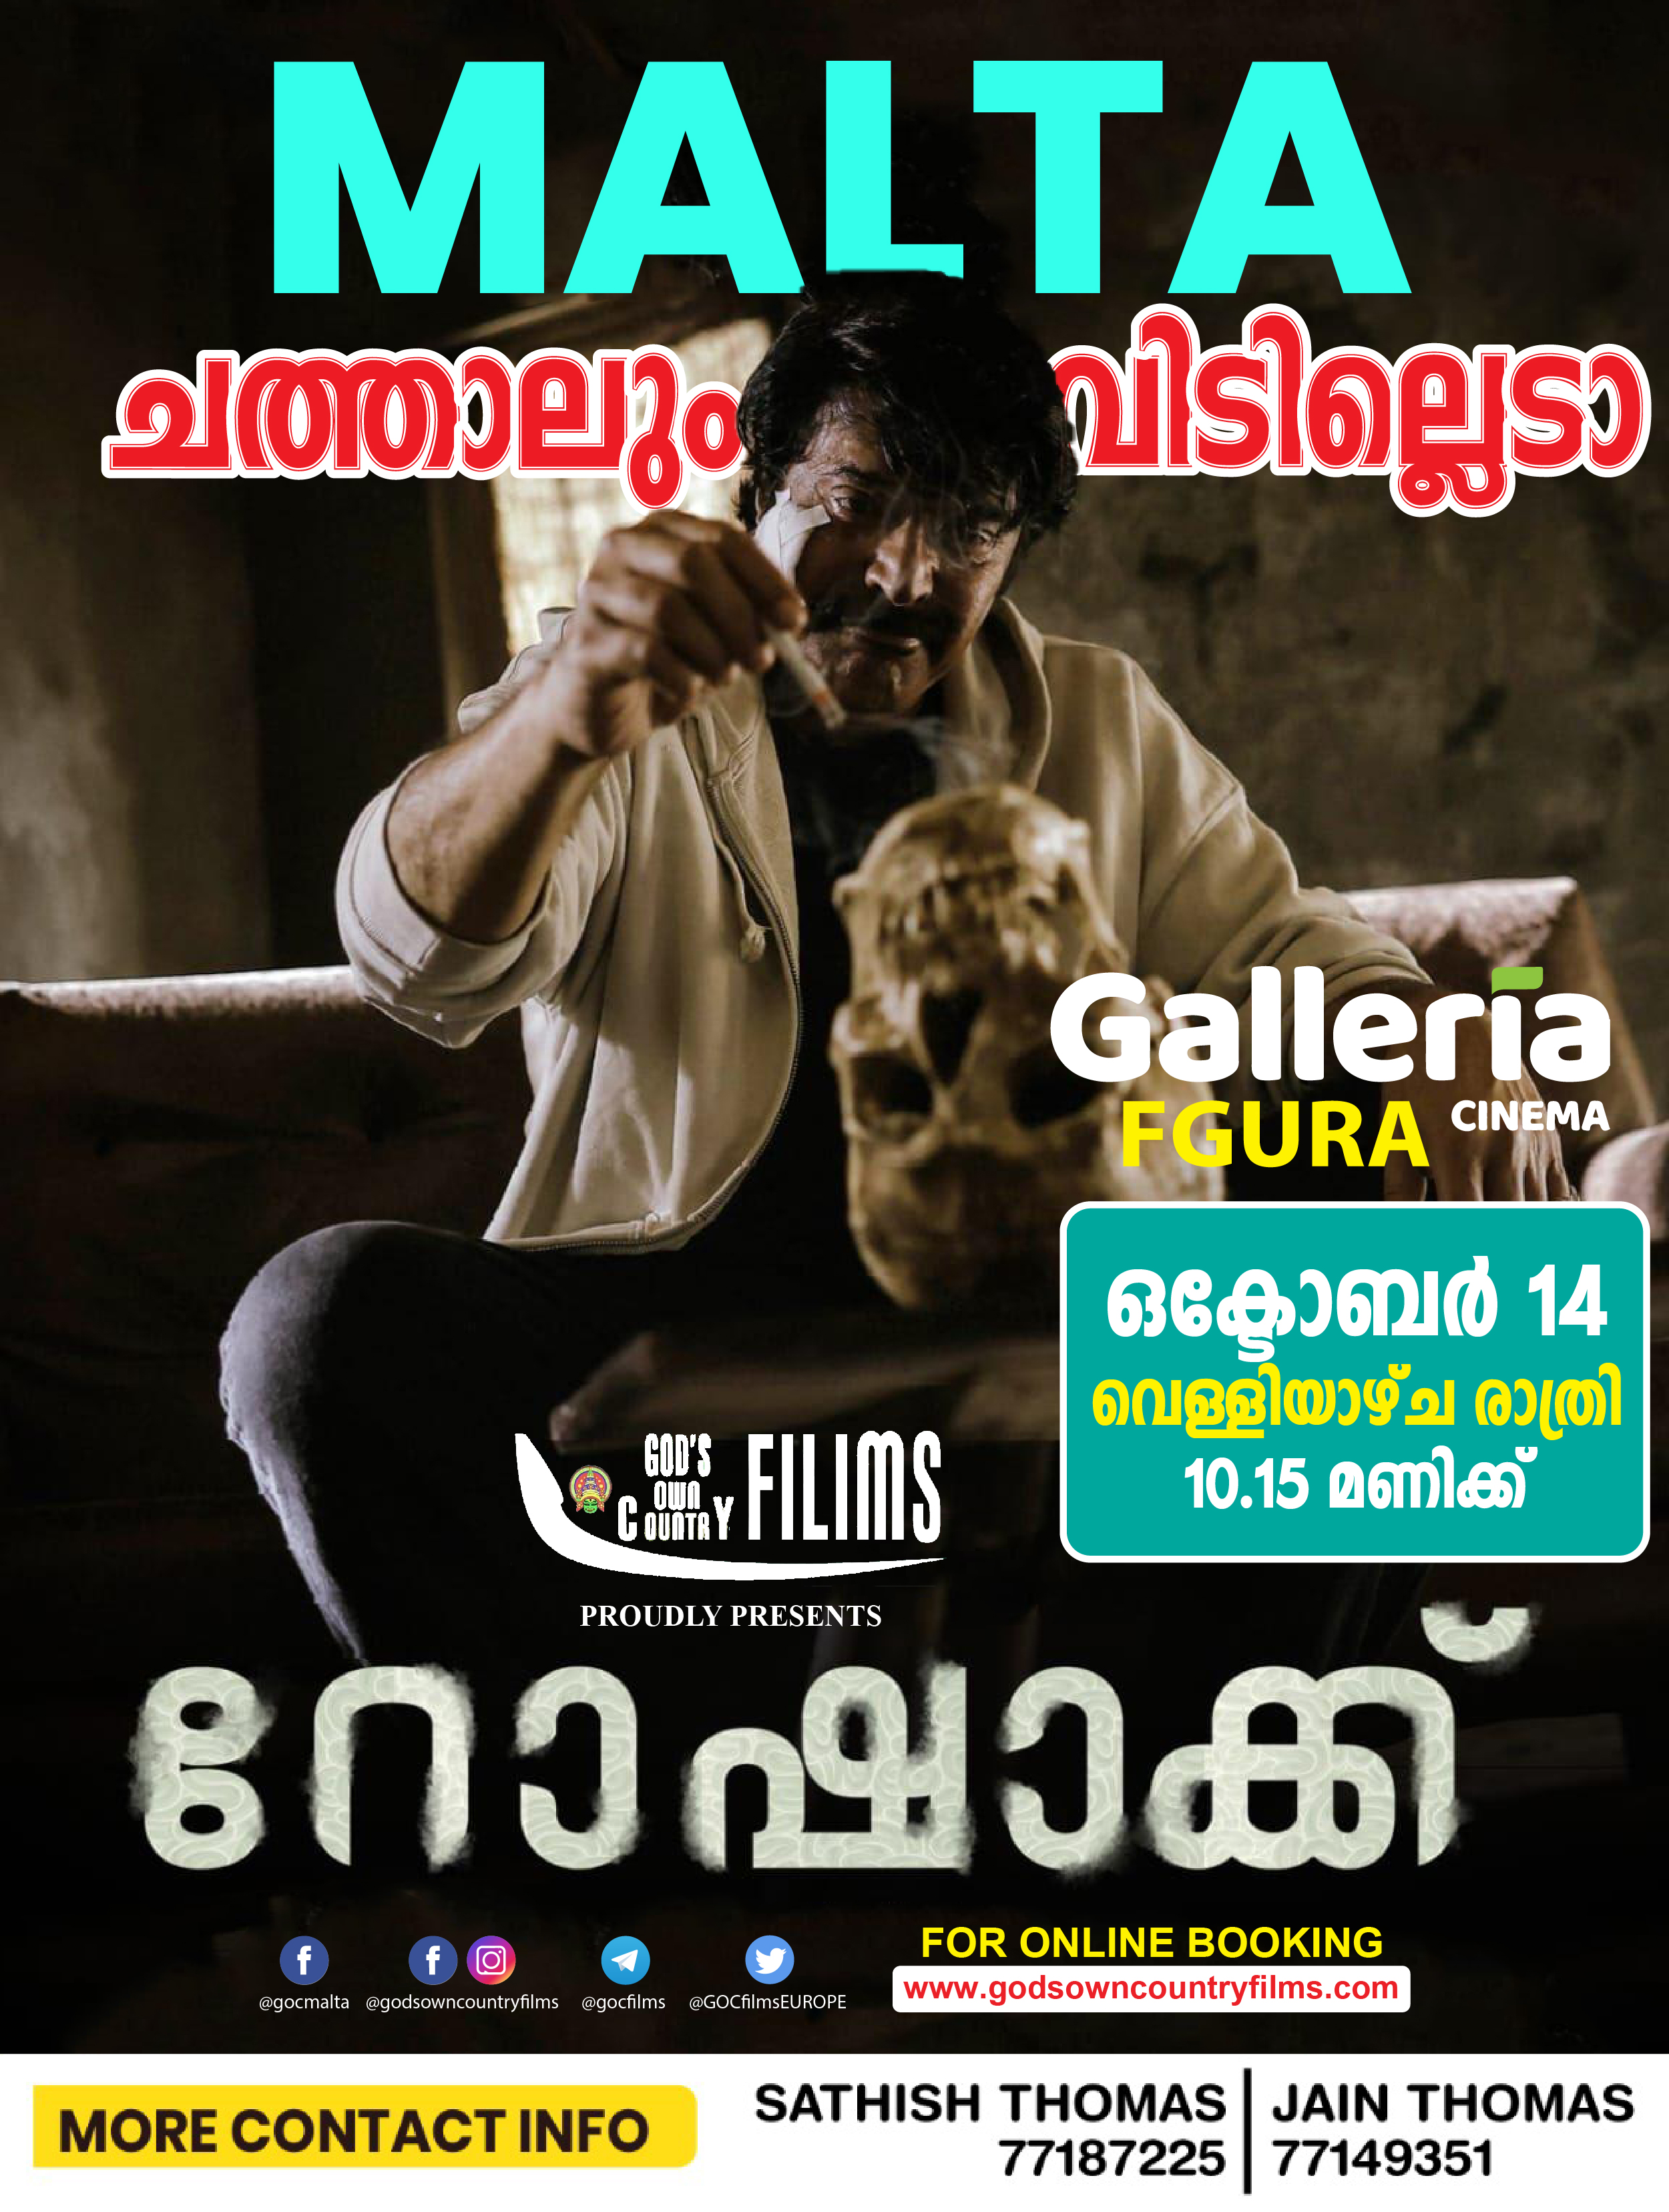 MALTA
ചത്താലും വിടില്ലെടാ
Gallería
FGURA CINEMA
ഒക്ടോബർ 14
വെള്ളിയാഴ്ച രാത്രി
10.15 മണിക്ക്
GOD'S
OWN
COUNTRY FILIMS
PROUDLY PRESENTS
റോഷാക്ക്
@gocmalta @godsowncountryfilms @gocfilms @GOCfilmsEUROPE
FOR ONLINE BOOKING
www.godsowncountryfilms.com
MORE CONTACT INFO
SATHISH THOMAS
77187225
JAIN THOMAS
77149351